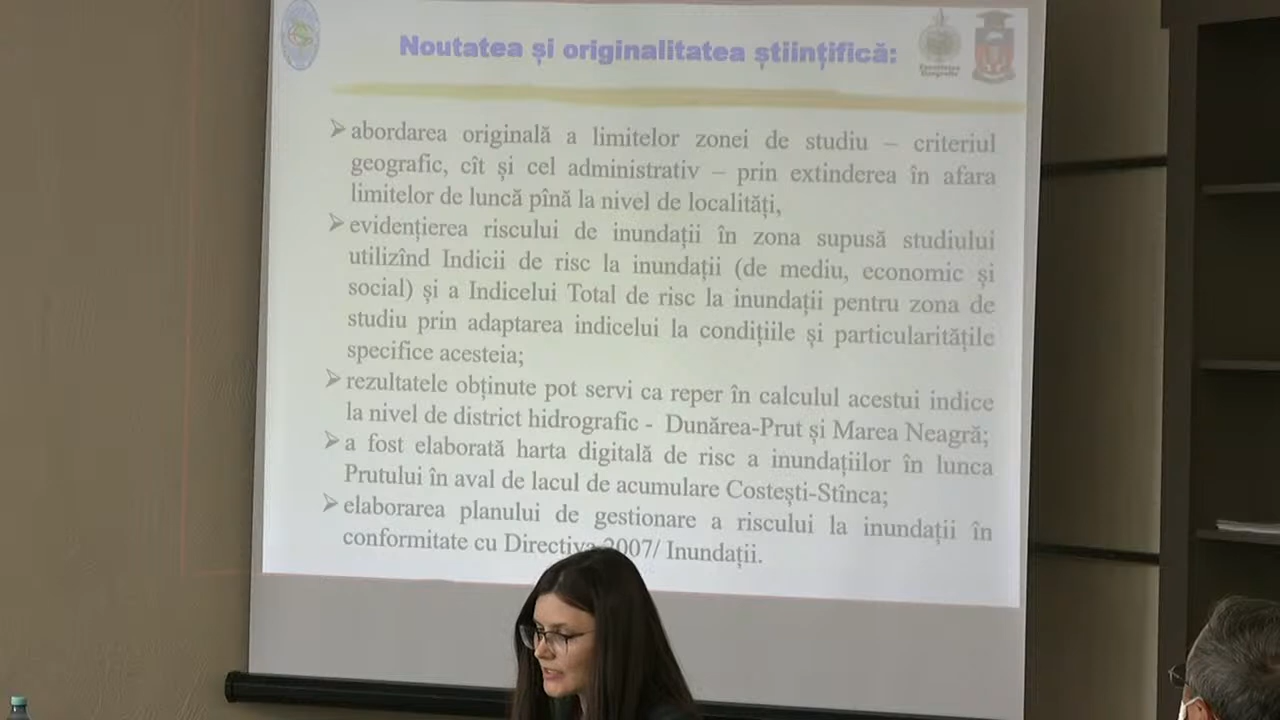 Noutatea și originalitatea științifică:
abordarea originală a limitelor zonei de studiu – criteriul
geografic, cît și cel administrativ – prin extinderea în afara
limitelor de luncă pînă la nivel de localități,
evidențierea riscului de inundații în zona supusă studiului
utilizînd Indicii de risc la inundații (de mediu, economic și
social) și a Indicelui Total de risc la inundații pentru zona de
studiu prin adaptarea indicelui la condițiile și particularitățile
specifice acesteia;
rezultatele obținute pot servi ca reper în calculul acestui indice
la nivel de district hidrografic - Dunărea-Prut și Marea Neagră;
a fost elaborată harta digitală de risc a inundațiilor în lunca
Prutului în aval de lacul de acumulare Costești-Stînca;
elaborarea planului de gestionare a riscului la inundații în
conformitate cu Directiva 2007/ Inundații.